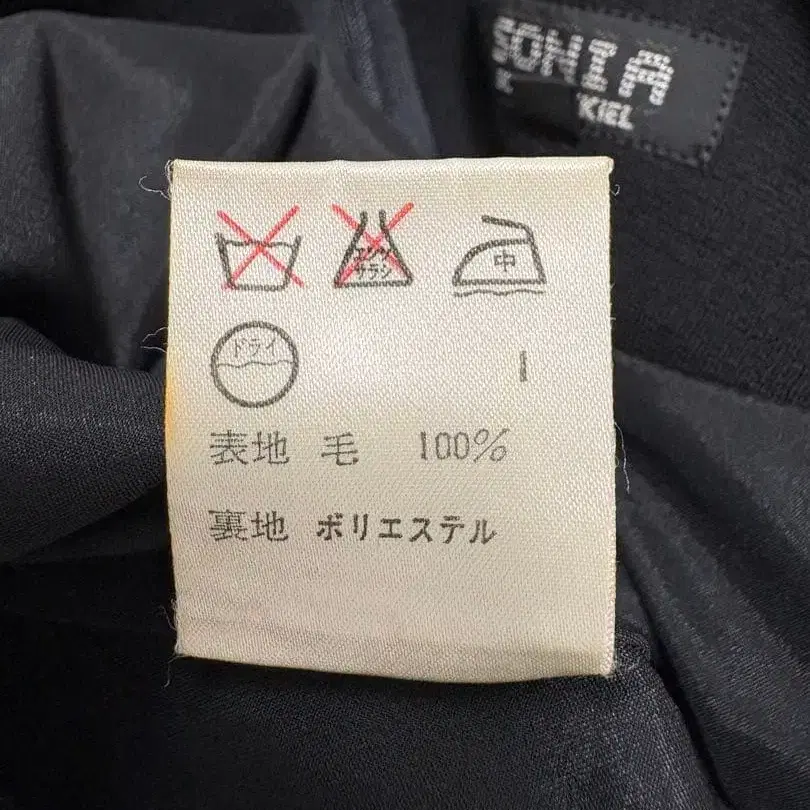 SONIA
KIEL
エンソ
サラシ
中
ドライ
I
表地 毛 100%
裏地 ポリエステル